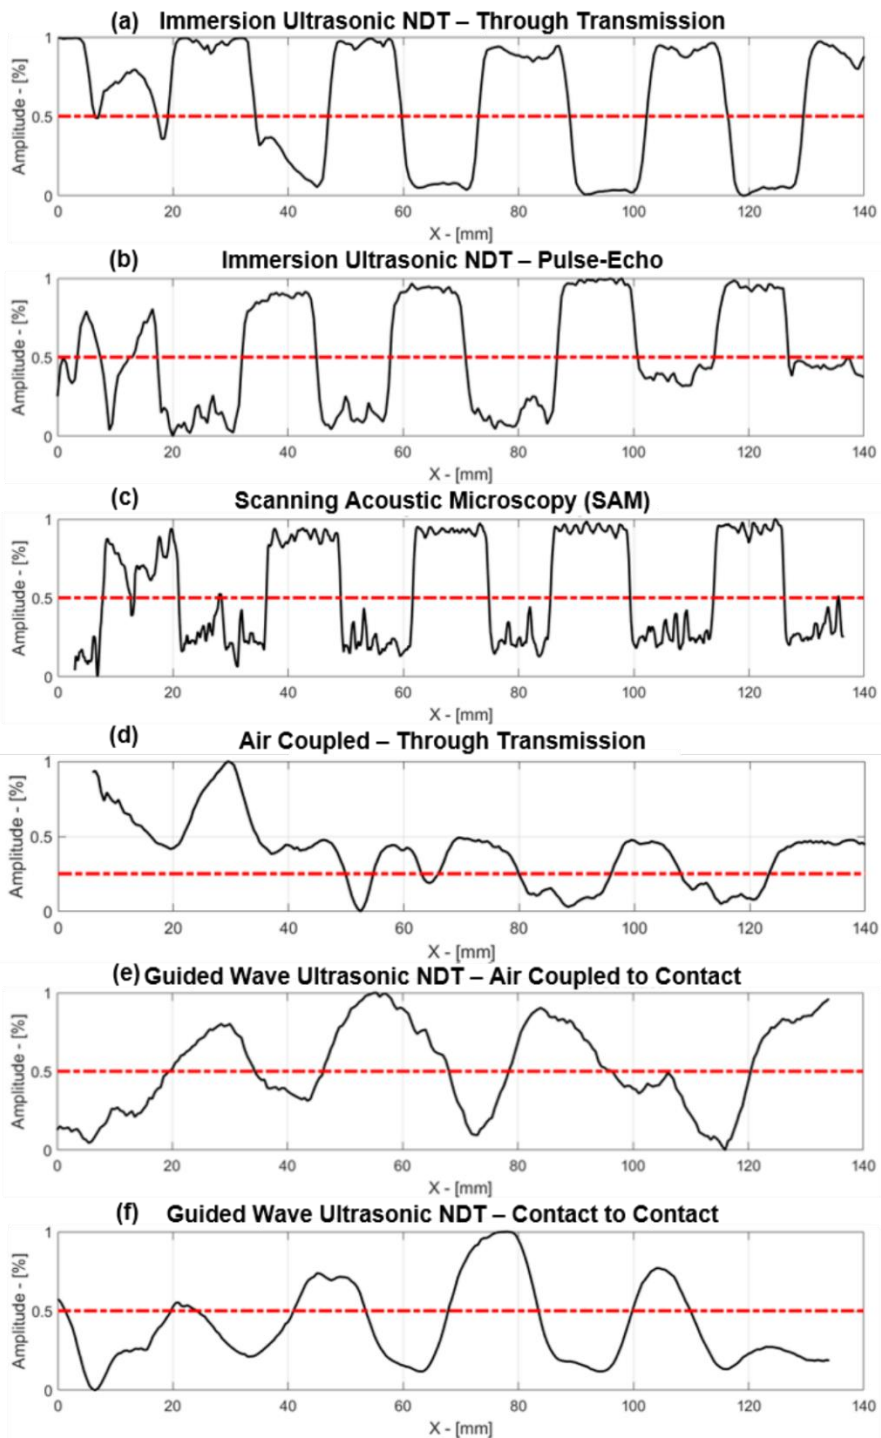 (a) Immersion Ultrasonic NDT – Through Transmission
Amplitude - [%]
1
0.5
0
0 20 40 60 80 100 120 140
X - [mm]
(b) Immersion Ultrasonic NDT – Pulse-Echo
Amplitude - [%]
1
0.5
0
0 20 40 60 80 100 120 140
X - [mm]
(c) Scanning Acoustic Microscopy (SAM)
Amplitude - [%]
1
0.5
0
0 20 40 60 80 100 120 140
X - [mm]
(d) Air Coupled – Through Transmission
Amplitude - [%]
1
0.5
0
0 20 40 60 80 100 120 140
X - [mm]
(e) Guided Wave Ultrasonic NDT – Air Coupled to Contact
Amplitude - [%]
1
0.5
0
0 20 40 60 80 100 120 140
X - [mm]
(f) Guided Wave Ultrasonic NDT – Contact to Contact
Amplitude - [%]
1
0.5
0
0 20 40 60 80 100 120 140
X - [mm]